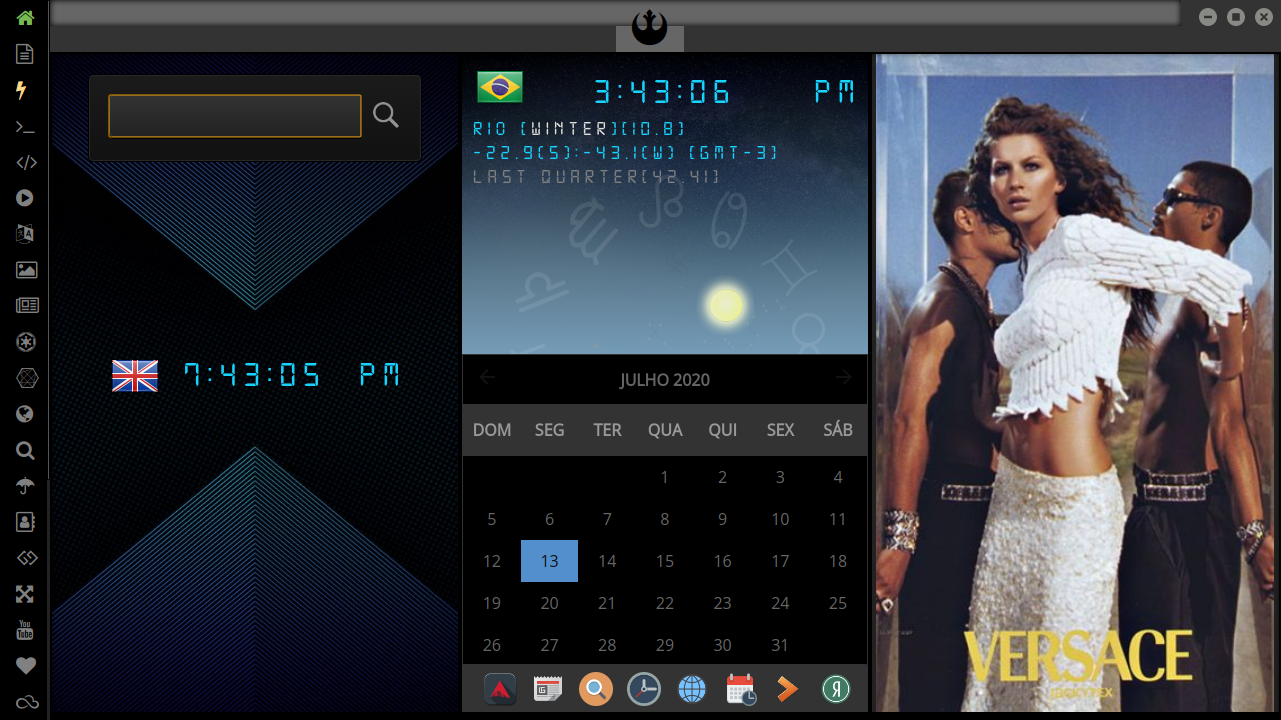 3:43:06 PM
RIO [WINTER][10.8]
-22.9(S):-43.1(W) [GMT-3]
LAST QUARTER[42.41]
7:43:05 PM
JULHO 2020
DOM SEG TER QUA QUI SEX SÁB
1 2 3 4
5 6 7 8 9 10 11
12 13 14 15 16 17 18
19 20 21 22 23 24 25
26 27 28 29 30 31
You
Tube
VERSACE